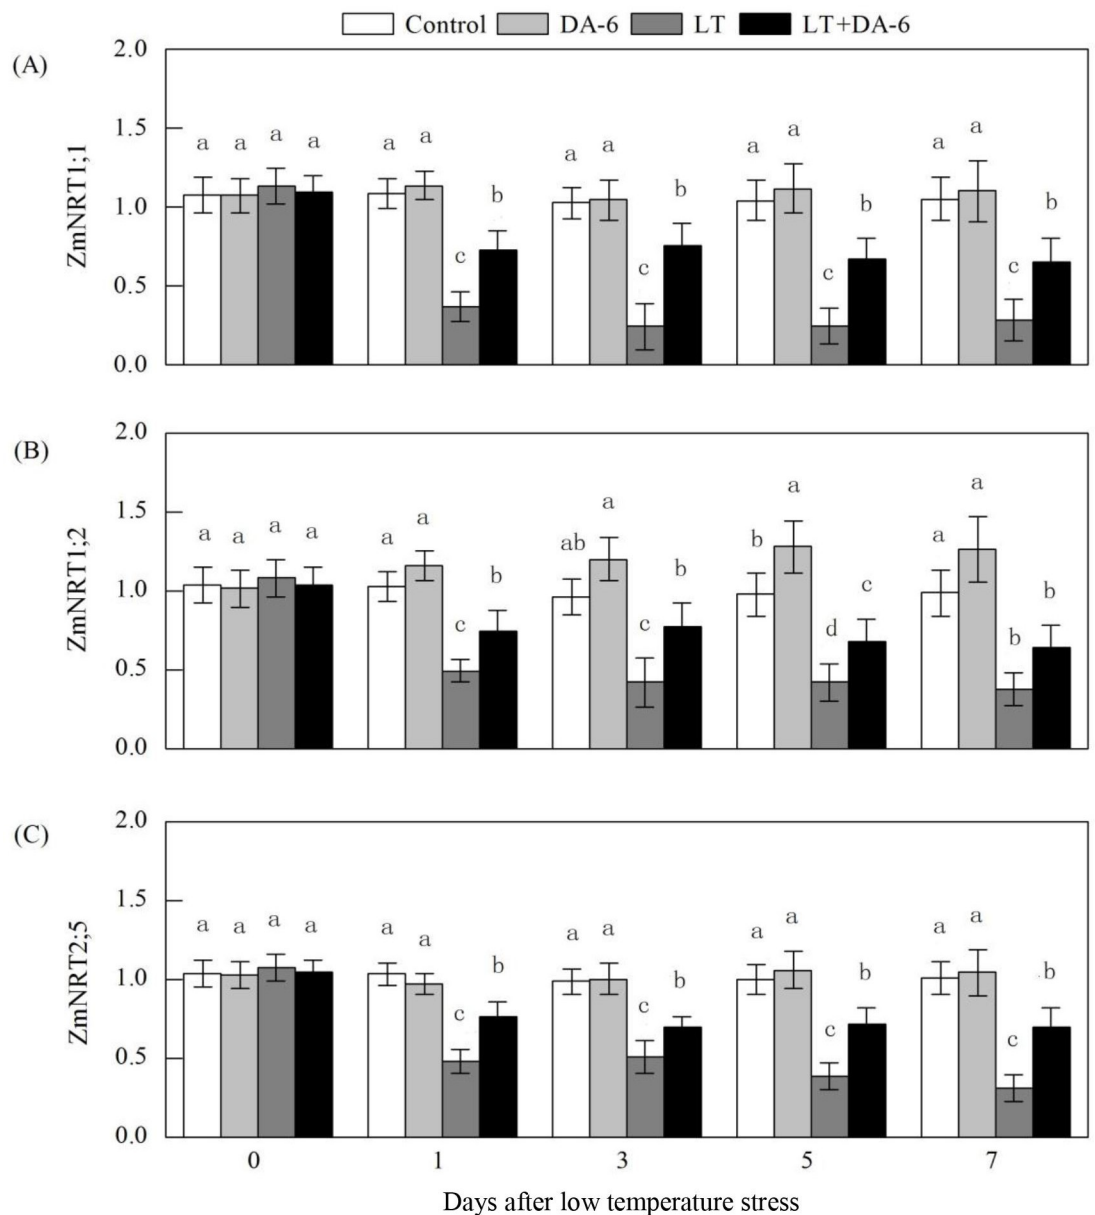 Control DA-6 LT LT+DA-6
(A)
ZmNRT1;1
2.0
1.5
1.0
0.5
0.0
a a a a
a a c b
a a c b
a a c b
a a c b
(B)
ZmNRT1;2
2.0
1.5
1.0
0.5
0.0
a a a a
a a c b
ab a c b
b a d c
a a b b
(C)
ZmNRT2;5
2.0
1.5
1.0
0.5
0.0
a a a a
a a c b
a a c b
a a c b
a a c b
0 1 3 5 7
Days after low temperature stress